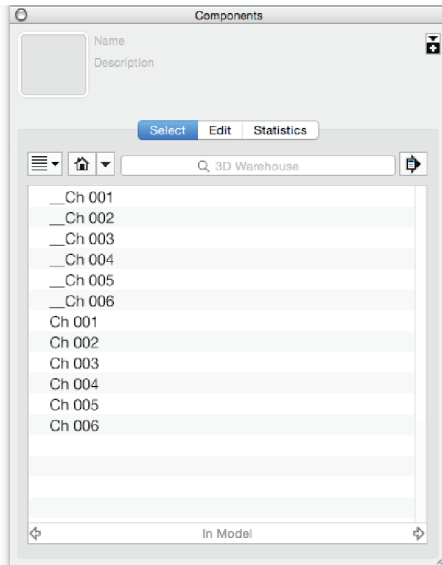 Components
Name
Description
Select Edit Statistics
3D Warehouse
__Ch 001
__Ch 002
__Ch 003
__Ch 004
__Ch 005
__Ch 006
Ch 001
Ch 002
Ch 003
Ch 004
Ch 005
Ch 006
In Model